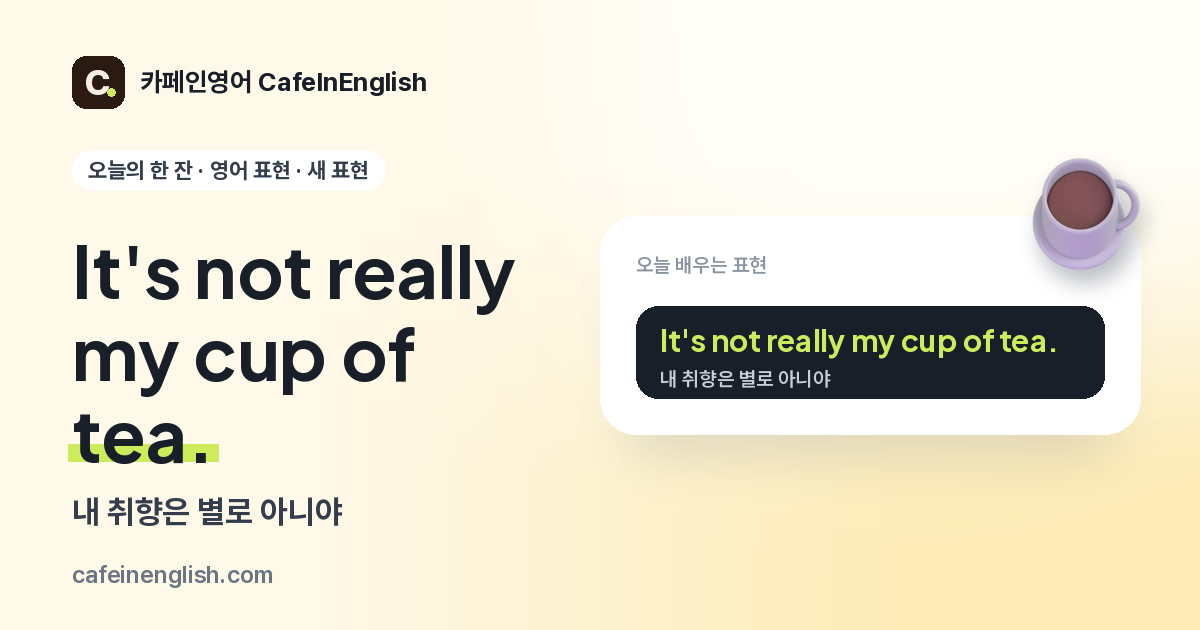 C.
카페인영어 CafeInEnglish
오늘의 한 잔 · 영어 표현 · 새 표현
It's not really
my cup of
tea.
내 취향은 별로 아니야
cafeinenglish.com
오늘 배우는 표현
It's not really my cup of tea.
내 취향은 별로 아니야